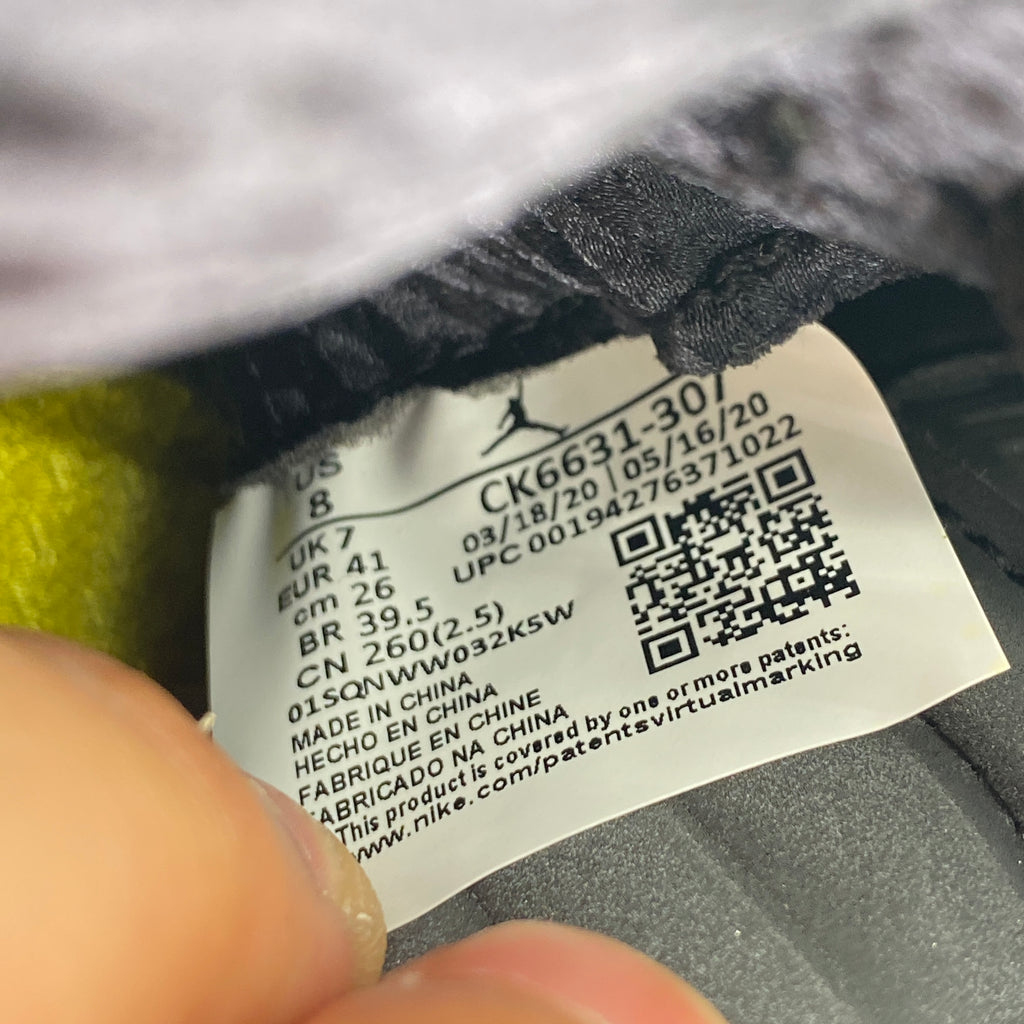 US
8
UK 7
EUR 41
cm 26
BR 39.5
CN 260(2.5)
01SQNWW032K5W
MADE IN CHINA
HECHO EN CHINA
FABRIQUE EN CHINE
FABRICADO NA CHINA
This product is covered by one or more patents:
www.nike.com/patentsvirtualmarking
CK6631-307
03/18/20 | 05/16/20
UPC 00194276371022